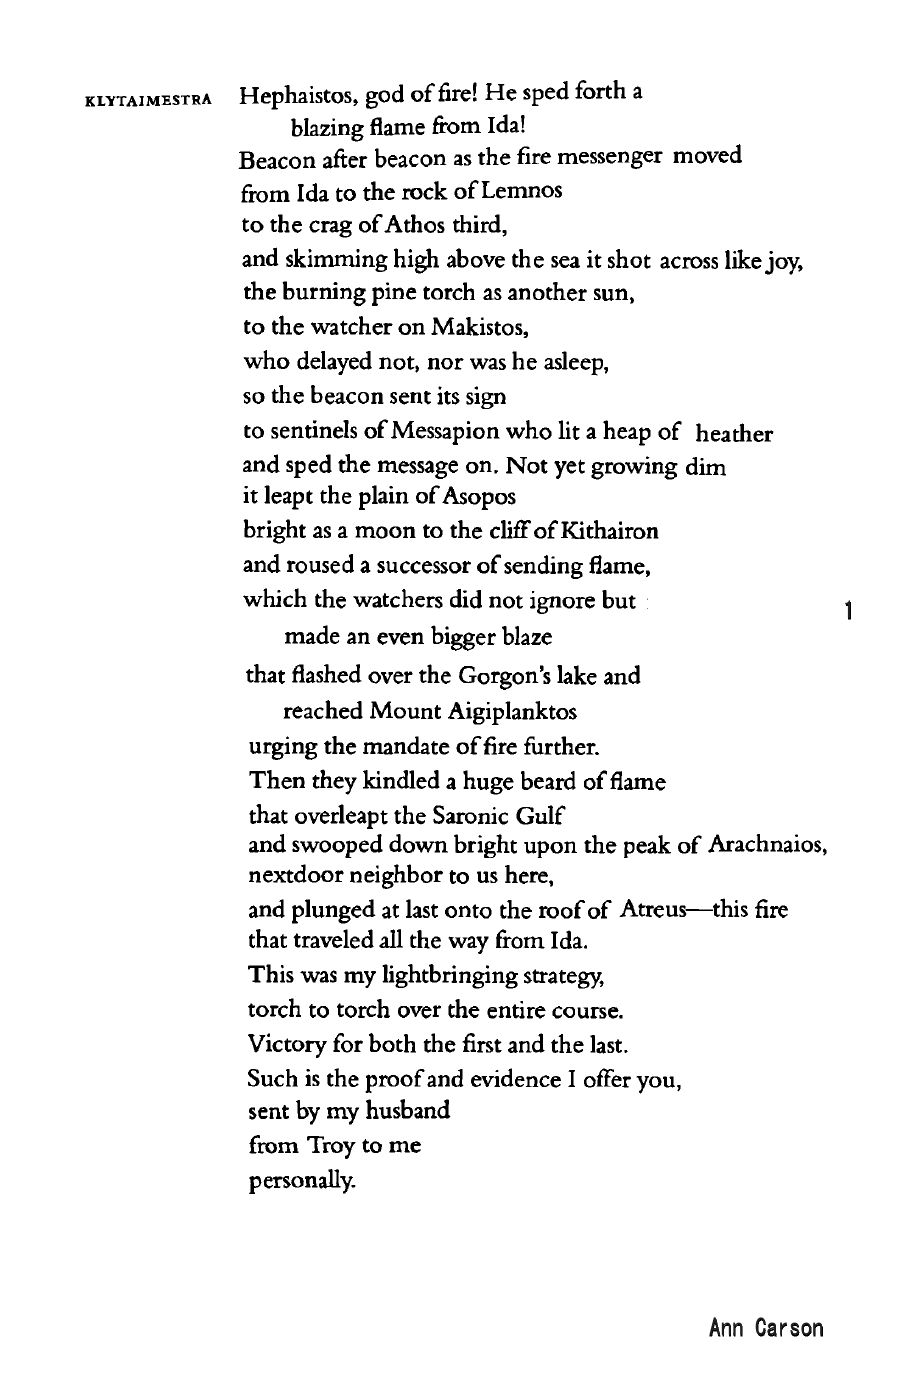 KLYTAIMESTRA Hephaistos, god of fire! He sped forth a
blazing flame from Ida!
Beacon after beacon as the fire messenger moved
from Ida to the rock of Lemnos
to the crag of Athos third,
and skimming high above the sea it shot across like joy,
the burning pine torch as another sun,
to the watcher on Makistos,
who delayed not, nor was he asleep,
so the beacon sent its sign
to sentinels of Messapion who lit a heap of heather
and sped the message on. Not yet growing dim
it leapt the plain of Asopos
bright as a moon to the cliff of Kithairon
and roused a successor of sending flame,
which the watchers did not ignore but
1
made an even bigger blaze
that flashed over the Gorgon's lake and
reached Mount Aigiplanktos
urging the mandate of fire further.
Then they kindled a huge beard of flame
that overleapt the Saronic Gulf
and swooped down bright upon the peak of Arachnaios,
nextdoor neighbor to us here,
and plunged at last onto the roof of Atreus—this fire
that traveled all the way from Ida.
This was my lightbringing strategy,
torch to torch over the entire course.
Victory for both the first and the last.
Such is the proof and evidence I offer you,
sent by my husband
from Troy to me
personally.
Ann Carson